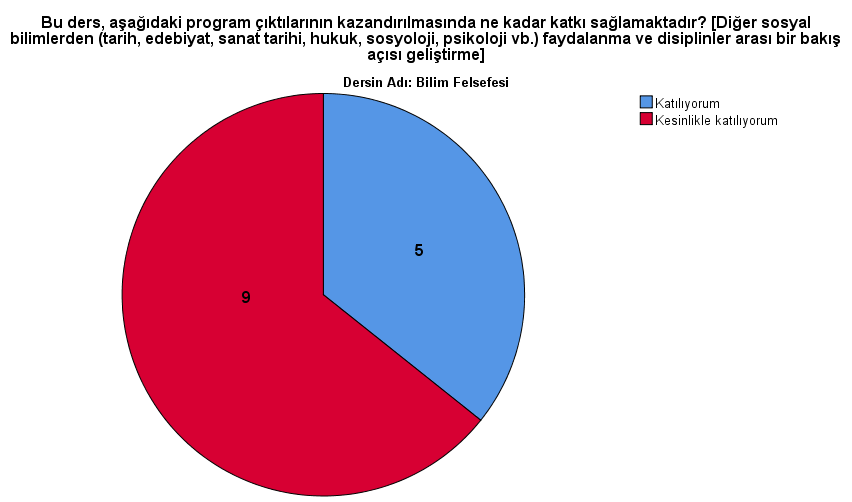 Bu ders, aşağıdaki program çıktılarının kazandırılmasında ne kadar katkı sağlamaktadır? [Diğer sosyal
bilimlerden (tarih, edebiyat, sanat tarihi, hukuk, sosyoloji, psikoloji vb.) faydalanma ve disiplinler arası bir bakış
açısı geliştirme]
Dersin Adı: Bilim Felsefesi
Katılıyorum
Kesinlikle katılıyorum
5
9